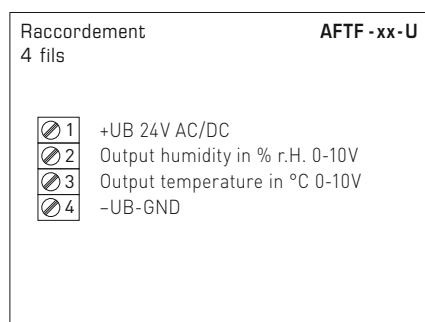 Raccordement AFTF - xx - U
4 fils
1 +UB 24V AC/DC
2 Output humidity in % r.H. 0-10V
3 Output temperature in °C 0-10V
4 –UB-GND